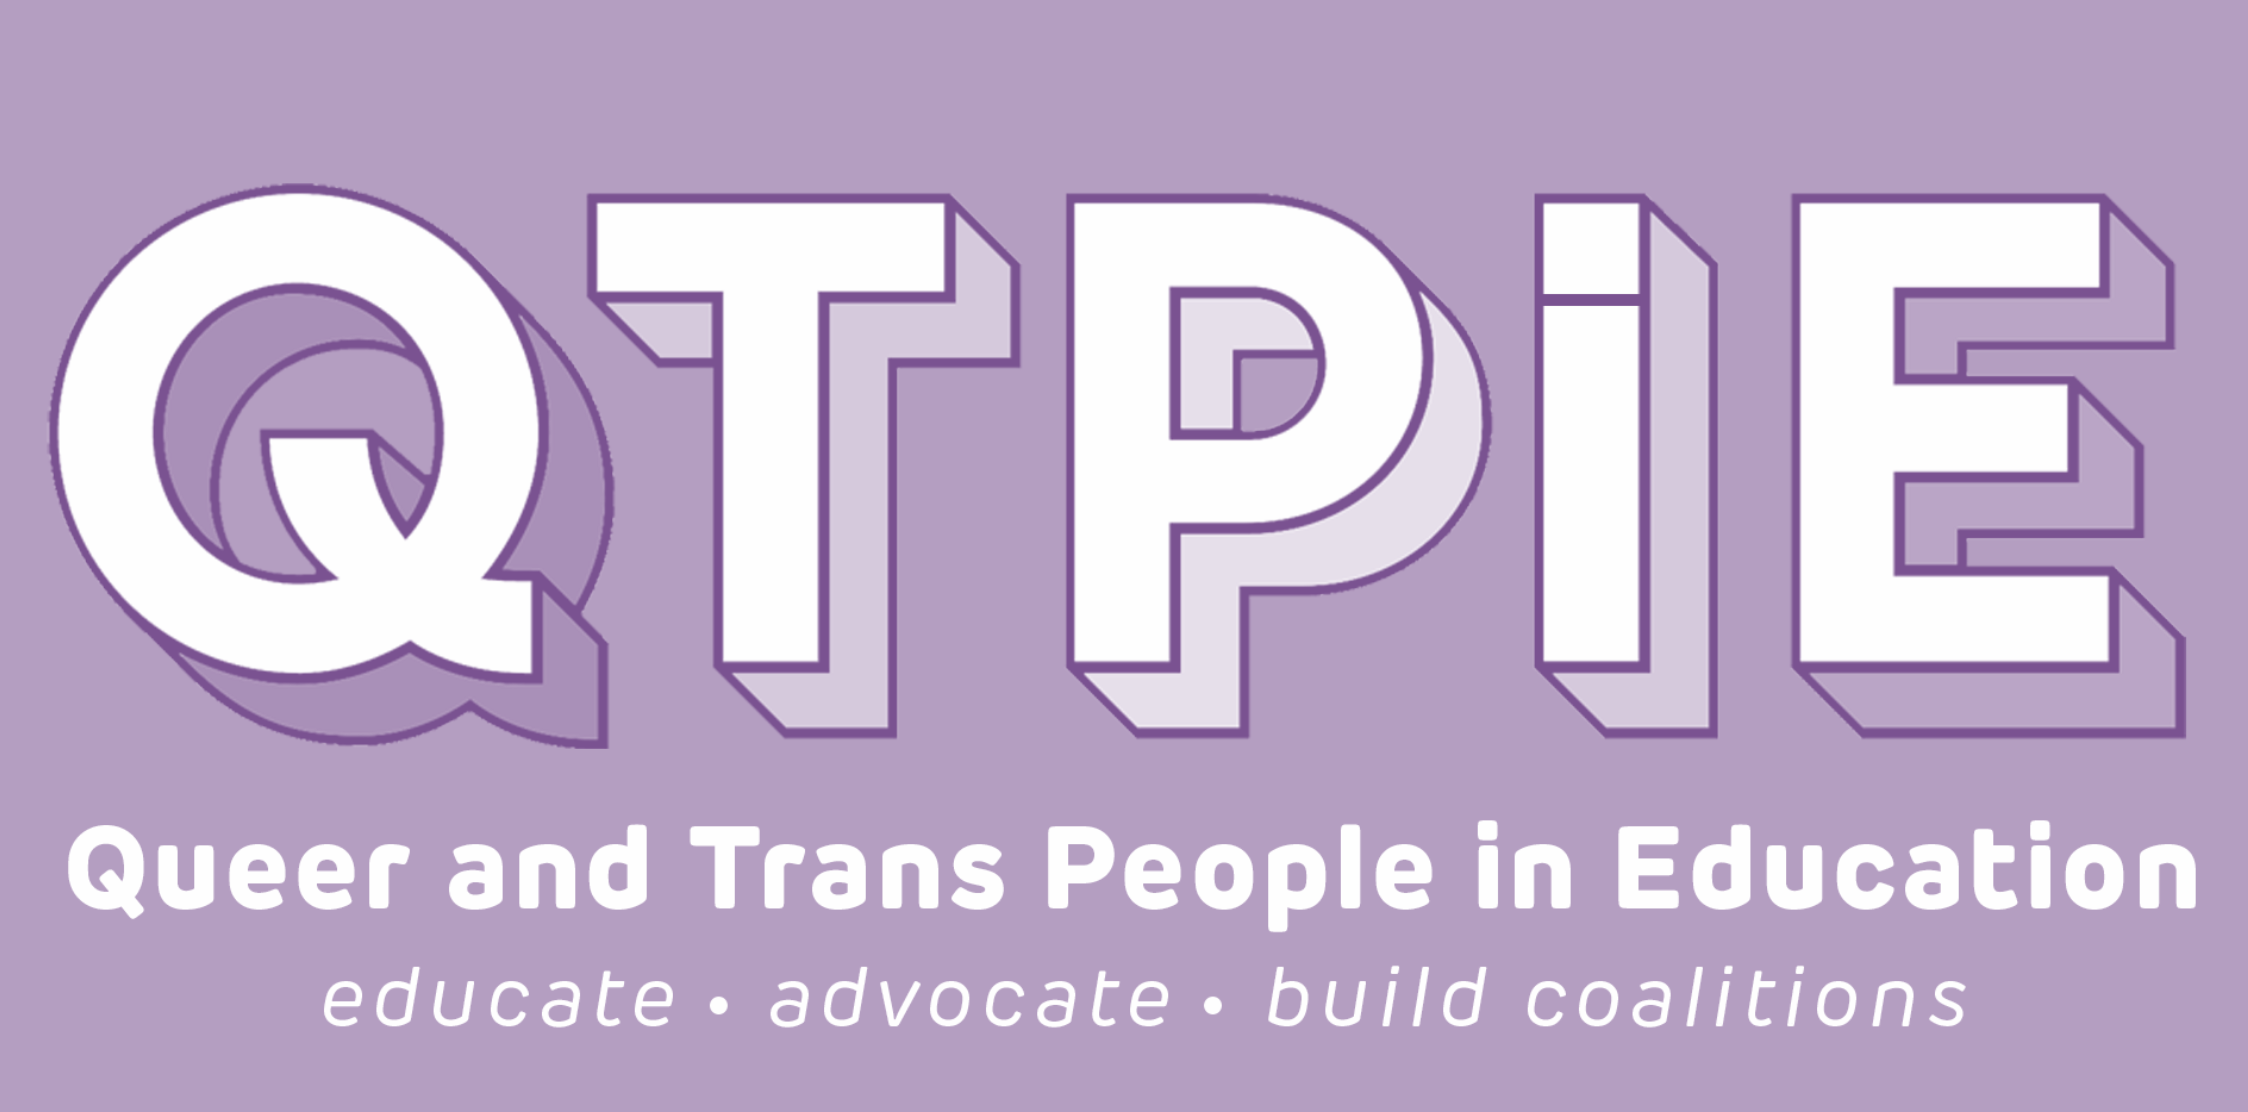 QTPiE
Queer and Trans People in Education
educate • advocate • build coalitions